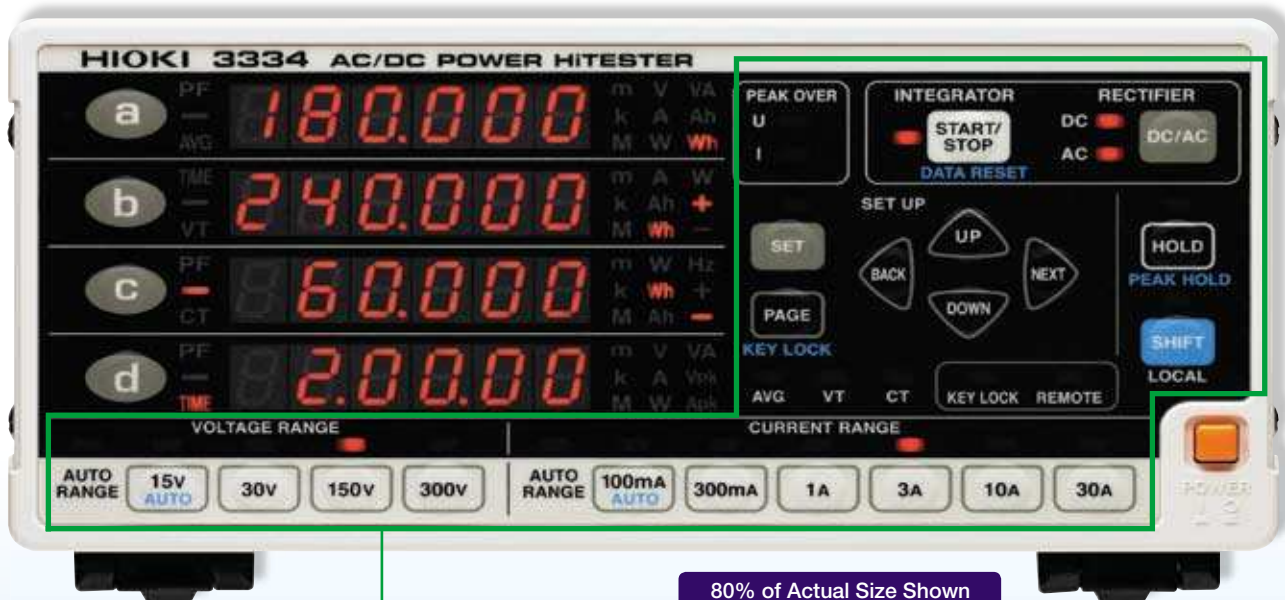 HIOKI 3334 AC/DC POWER HiTESTER
a PF AVG 180.000 m V VA k A Ah M W Wh
b TIME VT 240.000 m A W k Ah + M Wh -
c PF - CT 60.000 m W Hz k Wh + M Ah -
d PF TIME 2.00.00 m V VA k A Vpk M W Apk
PEAK OVER
U
I
INTEGRATOR RECTIFIER
START/
STOP
DATA RESET
DC
AC
DC/AC
SET UP
SET
UP
BACK
NEXT
DOWN
PAGE
KEY LOCK
HOLD
PEAK HOLD
SHIFT
LOCAL
AVG VT CT KEY LOCK REMOTE
VOLTAGE RANGE CURRENT RANGE
AUTO
RANGE
15V
AUTO
30V 150V 300V
AUTO
RANGE
100mA
AUTO
300mA 1A 3A 10A 30A
POWER
80% of Actual Size Shown